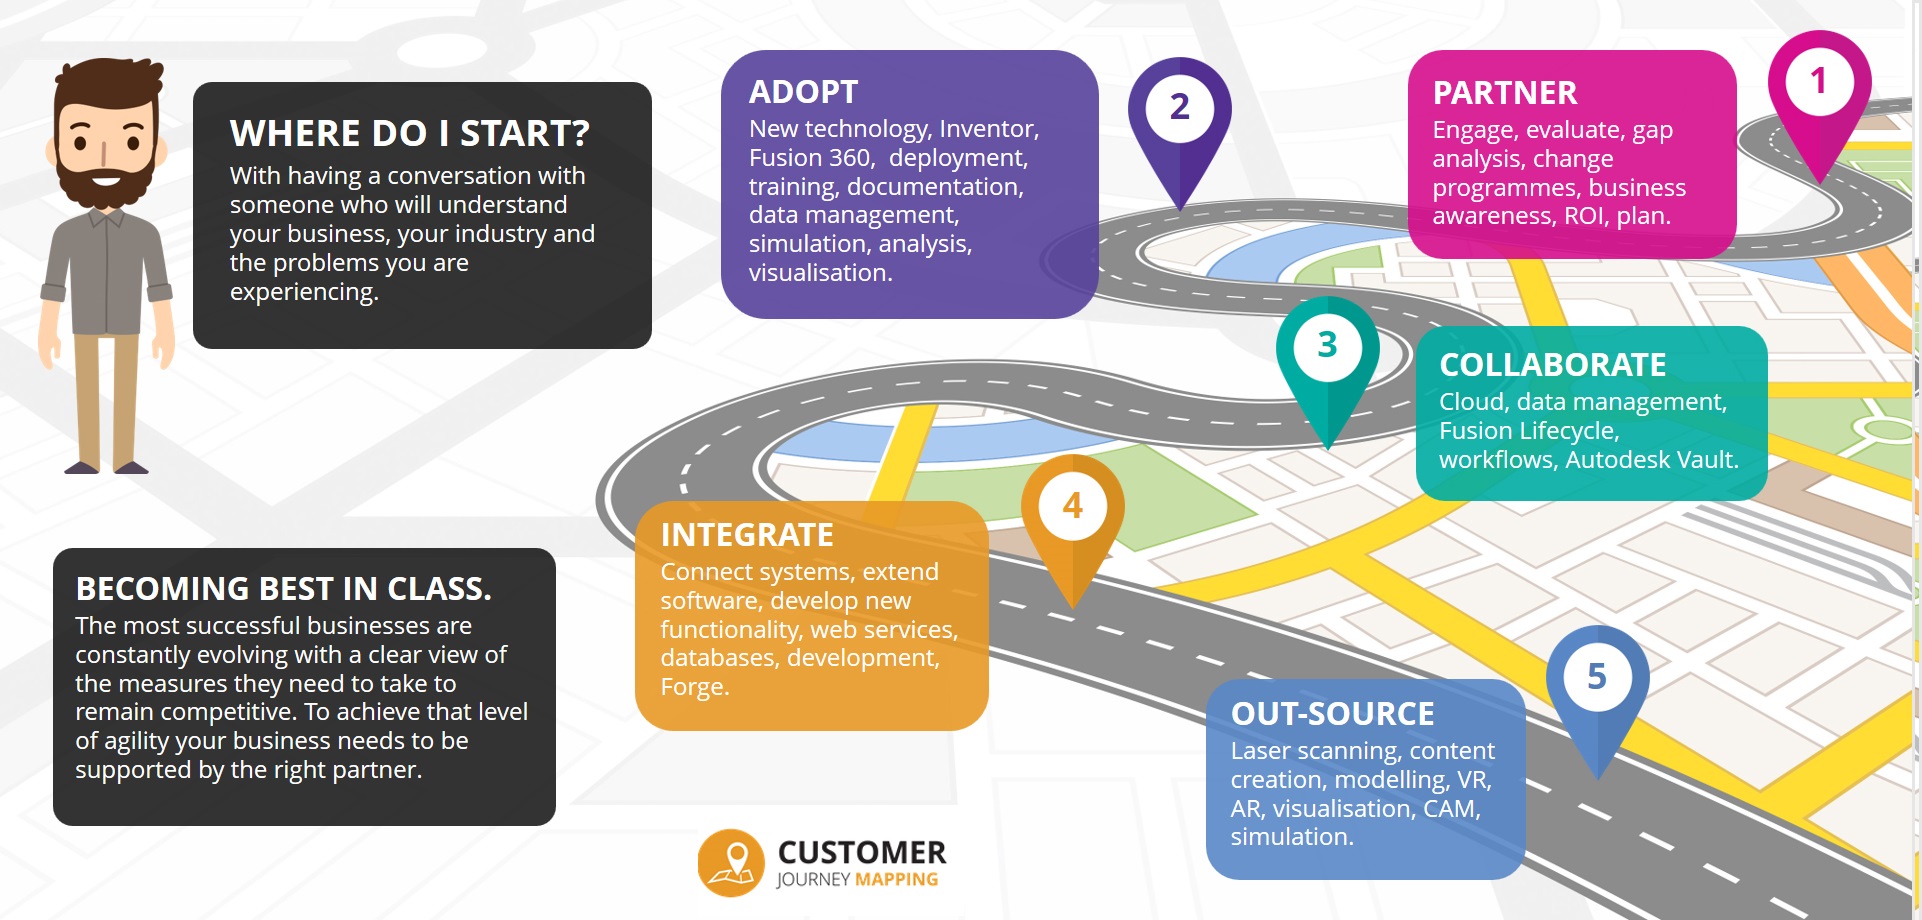 WHERE DO I START?
With having a conversation with
someone who will understand
your business, your industry and
the problems you are
experiencing.
BECOMING BEST IN CLASS.
The most successful businesses are
constantly evolving with a clear view of
the measures they need to take to
remain competitive. To achieve that level
of agility your business needs to be
supported by the right partner.
1
PARTNER
Engage, evaluate, gap
analysis, change
programmes, business
awareness, ROI, plan.
2
ADOPT
New technology, Inventor,
Fusion 360, deployment,
training, documentation,
data management,
simulation, analysis,
visualisation.
3
COLLABORATE
Cloud, data management,
Fusion Lifecycle,
workflows, Autodesk Vault.
4
INTEGRATE
Connect systems, extend
software, develop new
functionality, web services,
databases, development,
Forge.
5
OUT-SOURCE
Laser scanning, content
creation, modelling, VR,
AR, visualisation, CAM,
simulation.
CUSTOMER
JOURNEY MAPPING